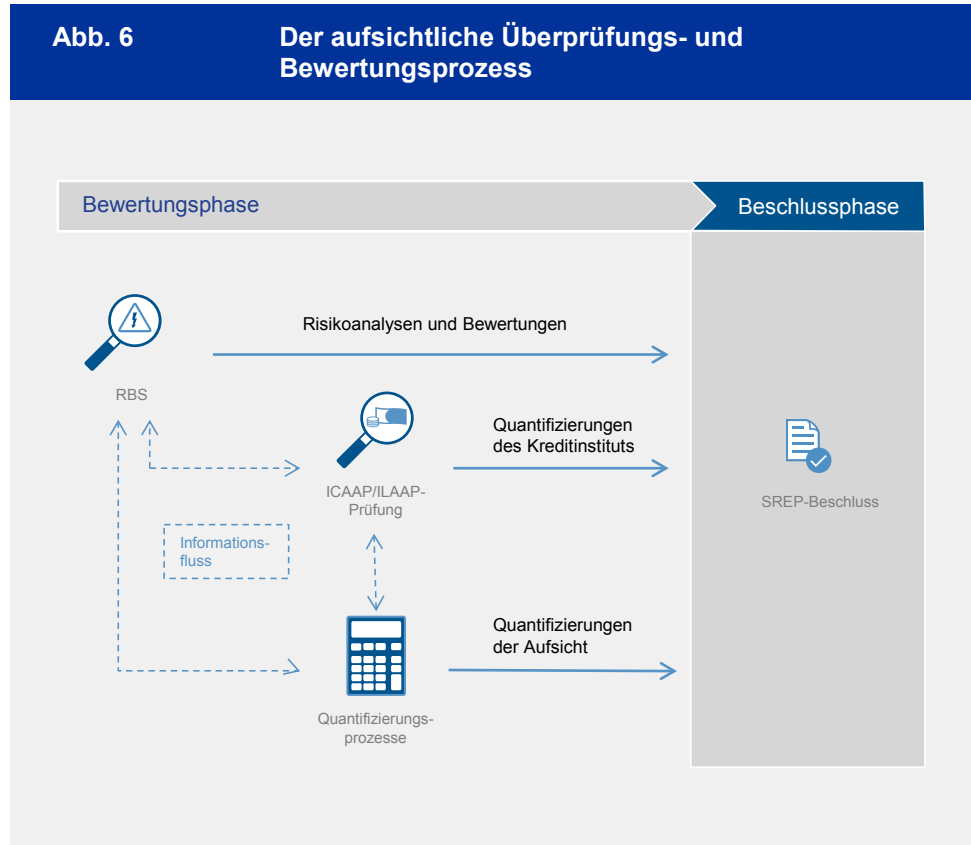 Abb. 6
Der aufsichtliche Überprüfungs- und
Bewertungsprozess
Bewertungsphase
Beschlussphase
Risikoanalysen und Bewertungen
RBS
Quantifizierungen
des Kreditinstituts
ICAAP/ILAAP-
Prüfung
SREP-Beschluss
Informations-
fluss
Quantifizierungen
der Aufsicht
Quantifizierungs-
prozesse